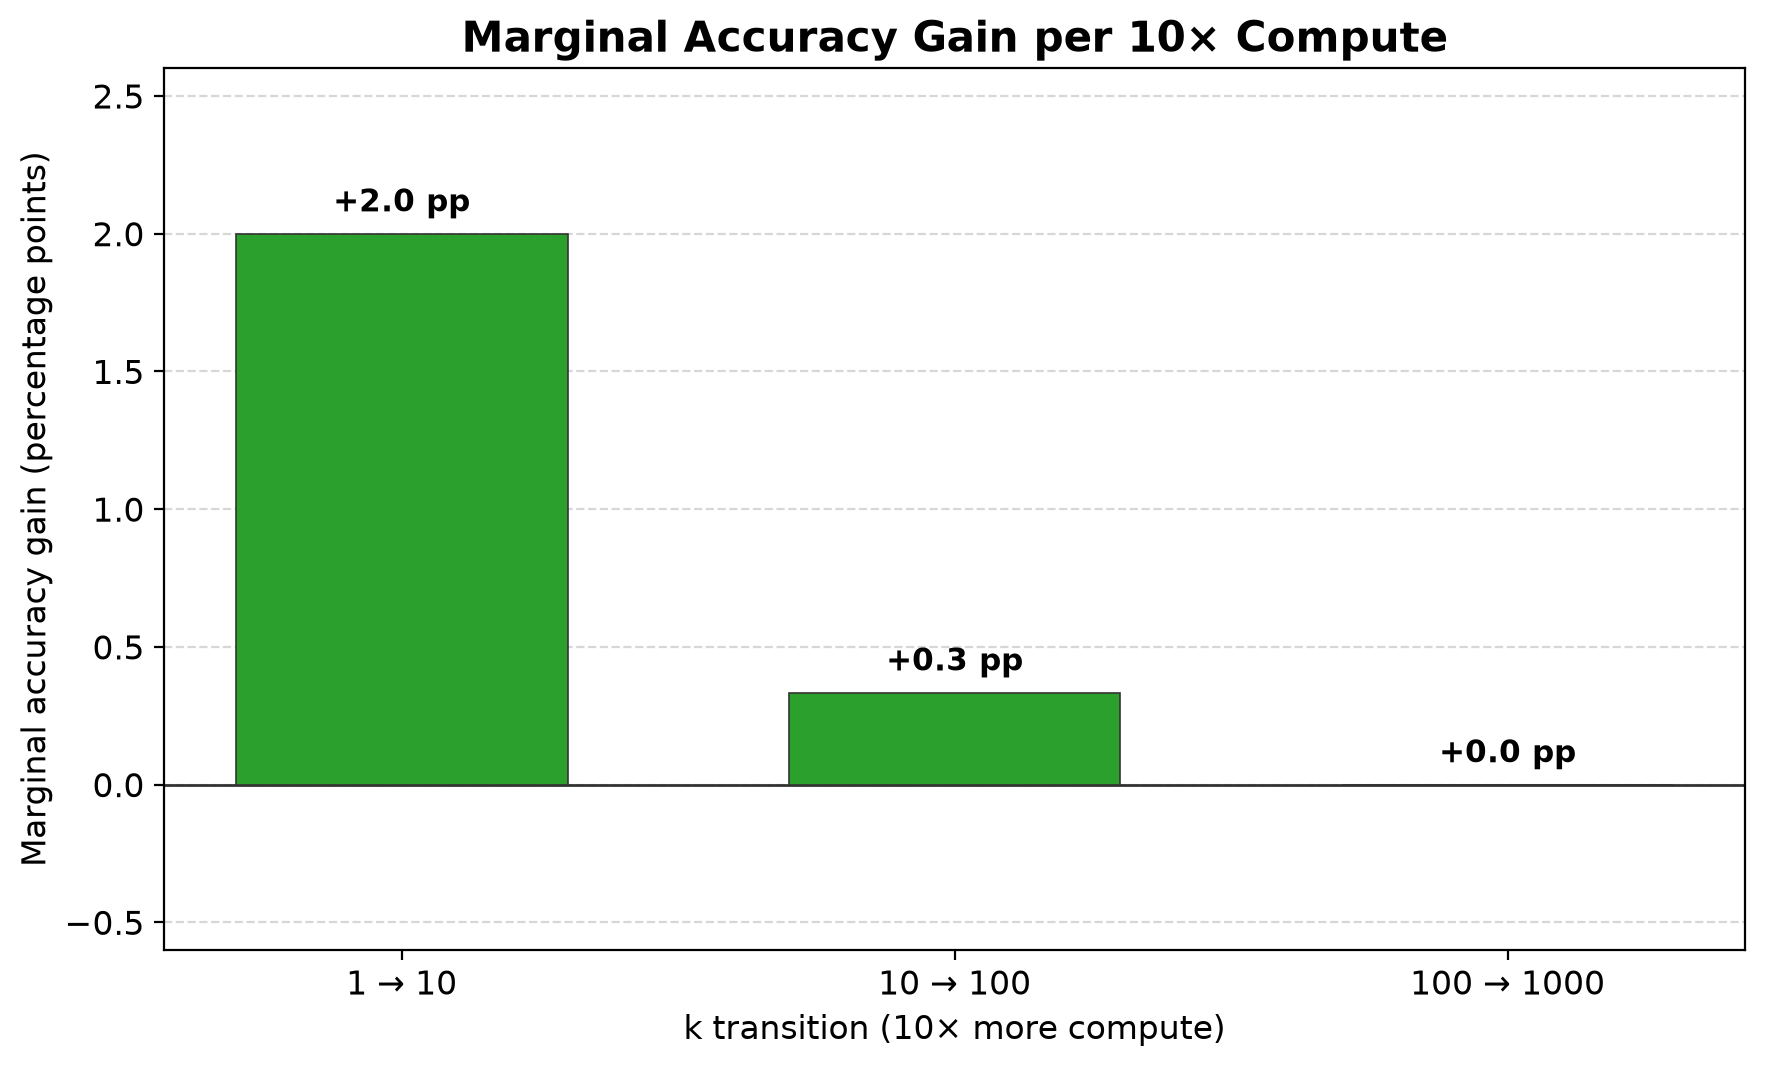 Marginal Accuracy Gain per 10× Compute
Marginal accuracy gain (percentage points)
2.5
2.0
1.5
1.0
0.5
0.0
−0.5
+2.0 pp
+0.3 pp
+0.0 pp
1 → 10
10 → 100
100 → 1000
k transition (10× more compute)